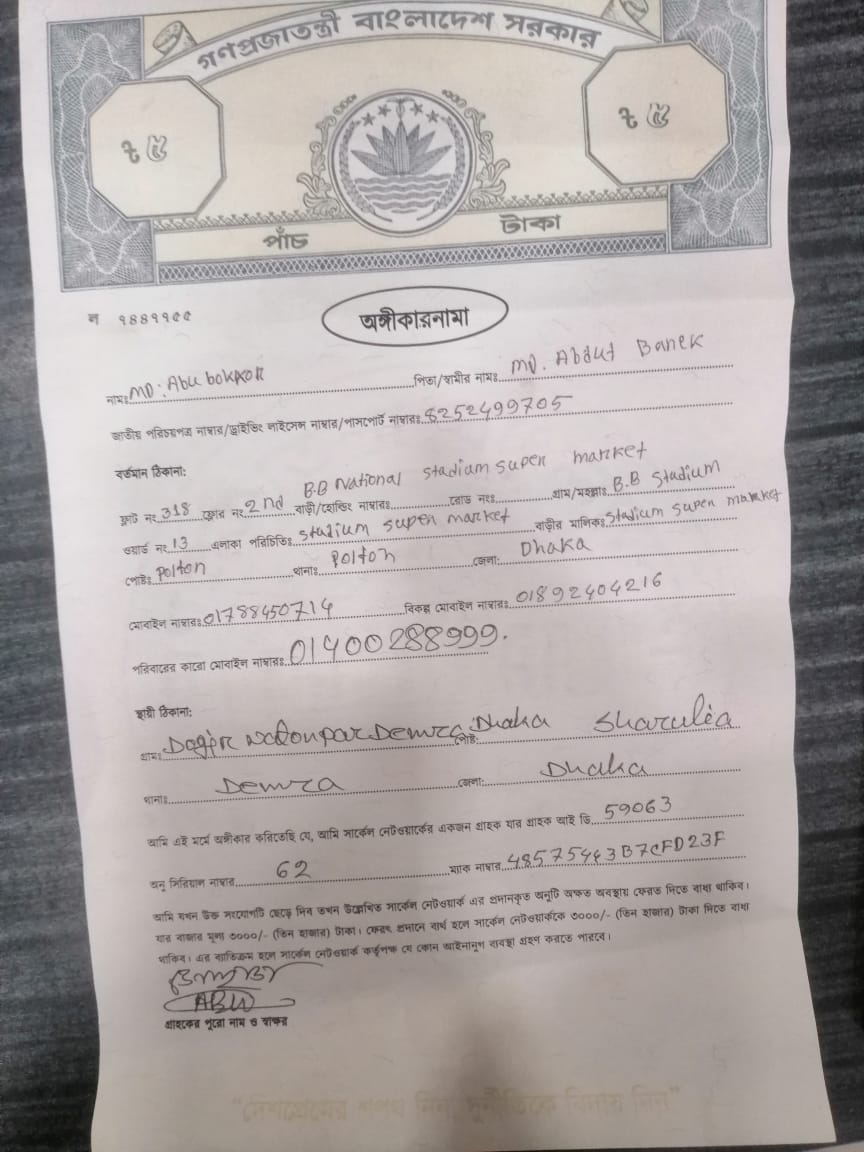 গণপ্রজাতন্ত্রী বাংলাদেশ সরকার
ট ৫ ট ৫
পাঁচ টাকা
ন ৭৪৪৭৭৫৫
অঙ্গীকারনামা
নামঃ MD: Abu bokkor পিতা/স্বামীর নামঃ MD. Abdul Barek
জাতীয় পরিচয়পত্র নাম্বার/ড্রাইভিং লাইসেন্স নাম্বার/পাসপোর্ট নাম্বারঃ 8252499705
বর্তমান ঠিকানা:
ফ্লাট নং 318 ফ্লোর নং 2nd বাড়ী/হোল্ডিং নাম্বারঃ B.B National stadium super market রোড নংঃ গ্রাম/মহল্লাঃ B.B Stadium
ওয়ার্ড নং 13 এলাকা পরিচিতিঃ stadium super market বাড়ীর মালিকঃ stadium super market
পোষ্টঃ Polton থানাঃ Polton জেলা: Dhaka
মোবাইল নাম্বারঃ 01788450714 বিকল্প মোবাইল নাম্বারঃ 01892404216
পরিবারের কারো মোবাইল নাম্বারঃ 01400288999.
স্থায়ী ঠিকানা:
গ্রামঃ Demra Dhaka পোষ্ট: Sharulia
থানাঃ Demra জেলা: Dhaka
আমি এই মর্মে অঙ্গীকার করিতেছি যে, আমি সার্কেল নেটওয়ার্কের একজন গ্রাহক যার গ্রাহক আই ডি 59063
অনু সিরিয়াল নাম্বার 62 ম্যাক নাম্বার 48575443B7CFD23F
আমি যখন উক্ত সংযোগটি ছেড়ে দিব তখন উল্লেখিত সার্কেল নেটওয়ার্ক এর প্রদানকৃত অনুটি অক্ষত অবস্থায় ফেরত দিতে বাধ্য থাকিব।
যার বাজার মূল্য ৩০০০/- (তিন হাজার) টাকা। ফেরৎ প্রদানে ব্যর্থ হলে সার্কেল নেটওয়ার্ককে ৩০০০/- (তিন হাজার) টাকা দিতে বাধ্য
থাকিব। এর ব্যতিক্রম হলে সার্কেল নেটওয়ার্ক কর্তৃপক্ষ যে কোন আইনানুগ ব্যবস্থা গ্রহণ করতে পারবে।
ABU
গ্রাহকের পুরো নাম ও স্বাক্ষর
"দেশপ্রেমের শপথ নিন, দুর্নীতিকে বিদায় দিন"